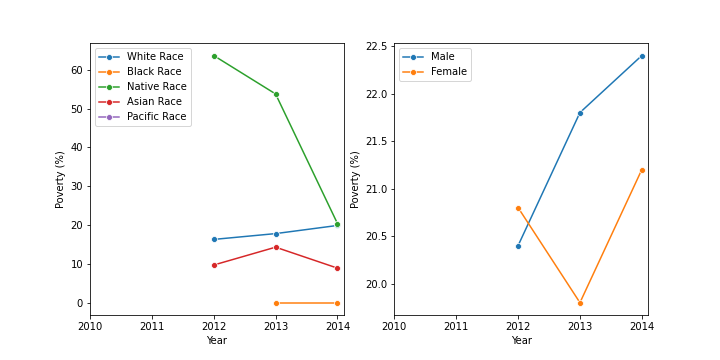 White Race
Black Race
Native Race
Asian Race
Pacific Race
Poverty (%)
60
50
40
30
20
10
0
2010 2011 2012 2013 2014
Year
Male
Female
Poverty (%)
22.5
22.0
21.5
21.0
20.5
20.0
2010 2011 2012 2013 2014
Year